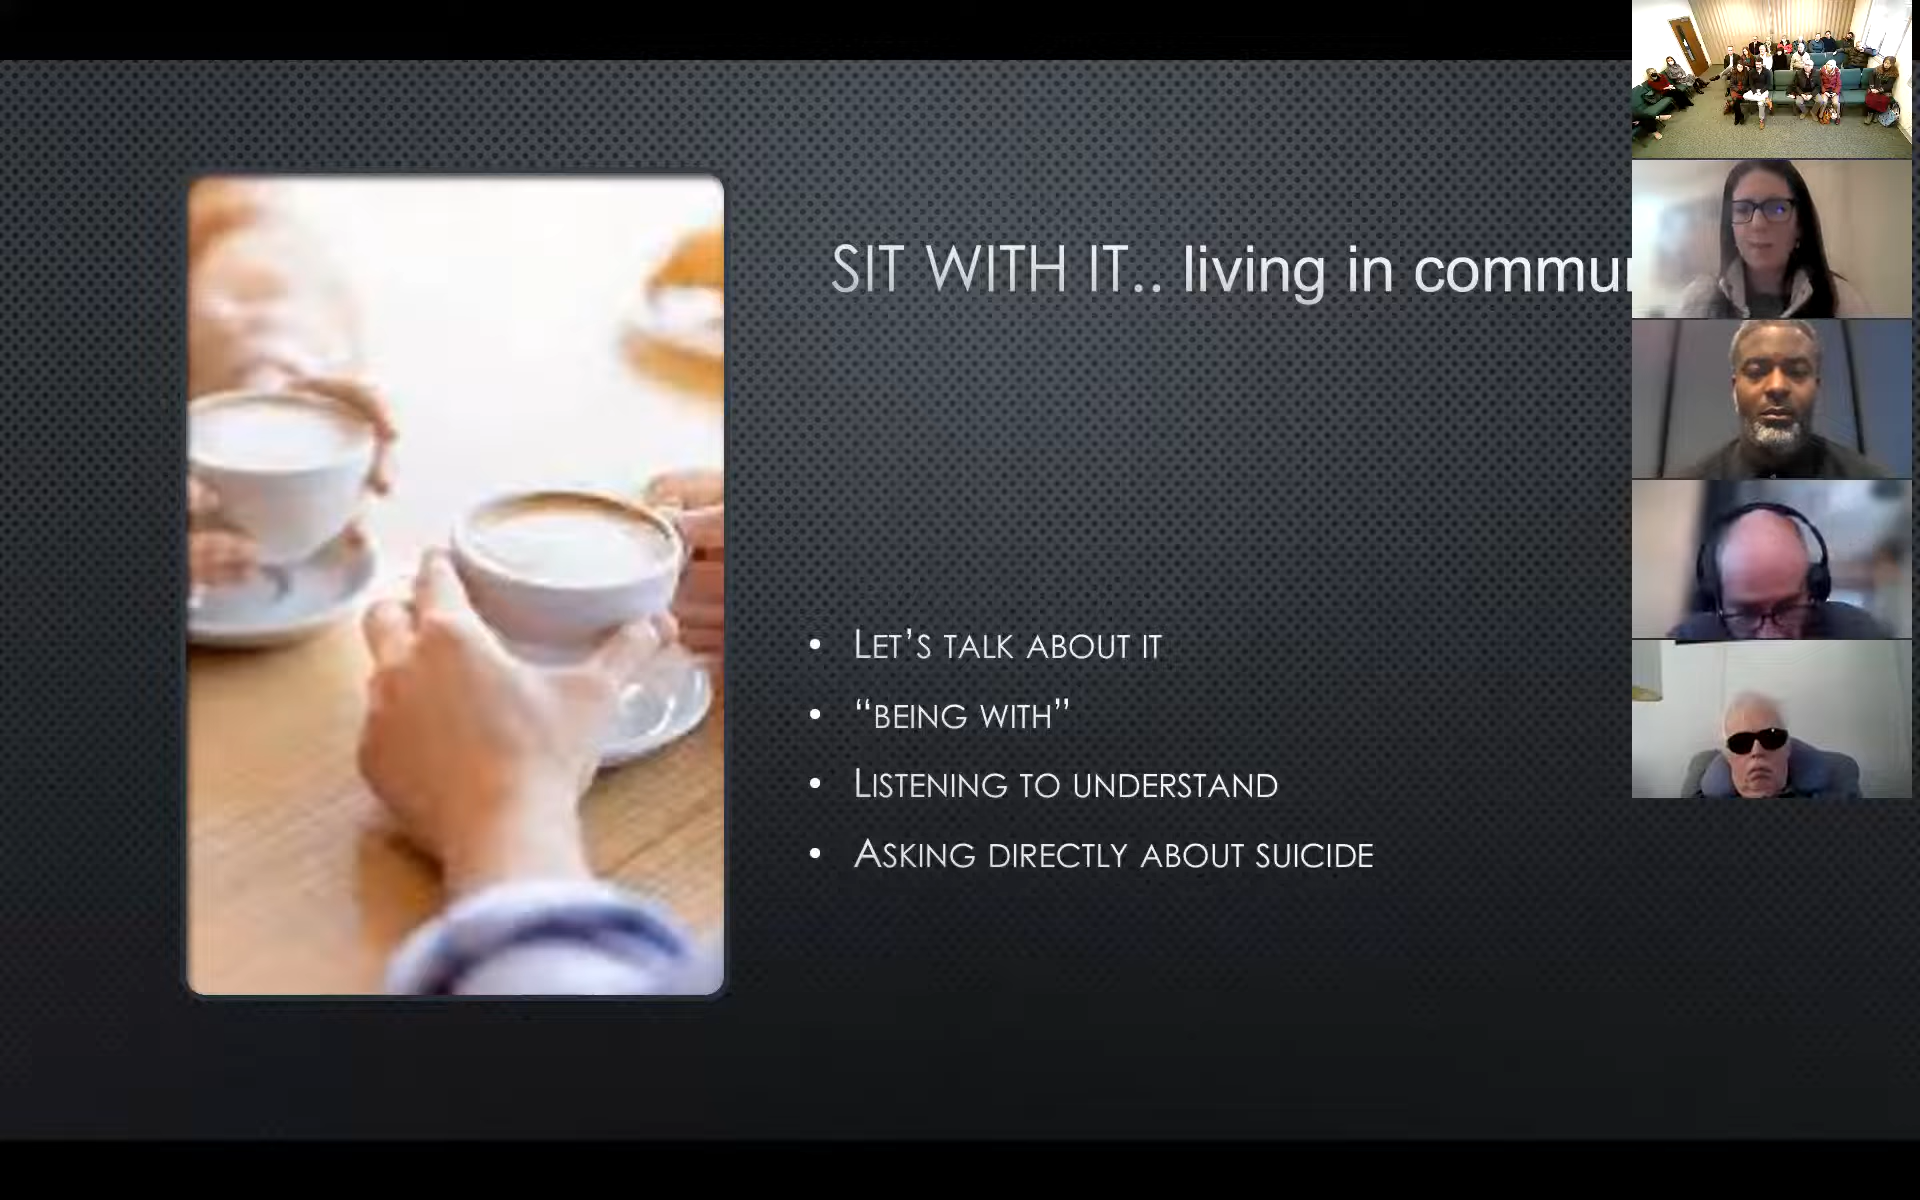 SIT WITH IT.. living in commu
• LET'S TALK ABOUT IT
• “BEING WITH”
• LISTENING TO UNDERSTAND
• ASKING DIRECTLY ABOUT SUICIDE